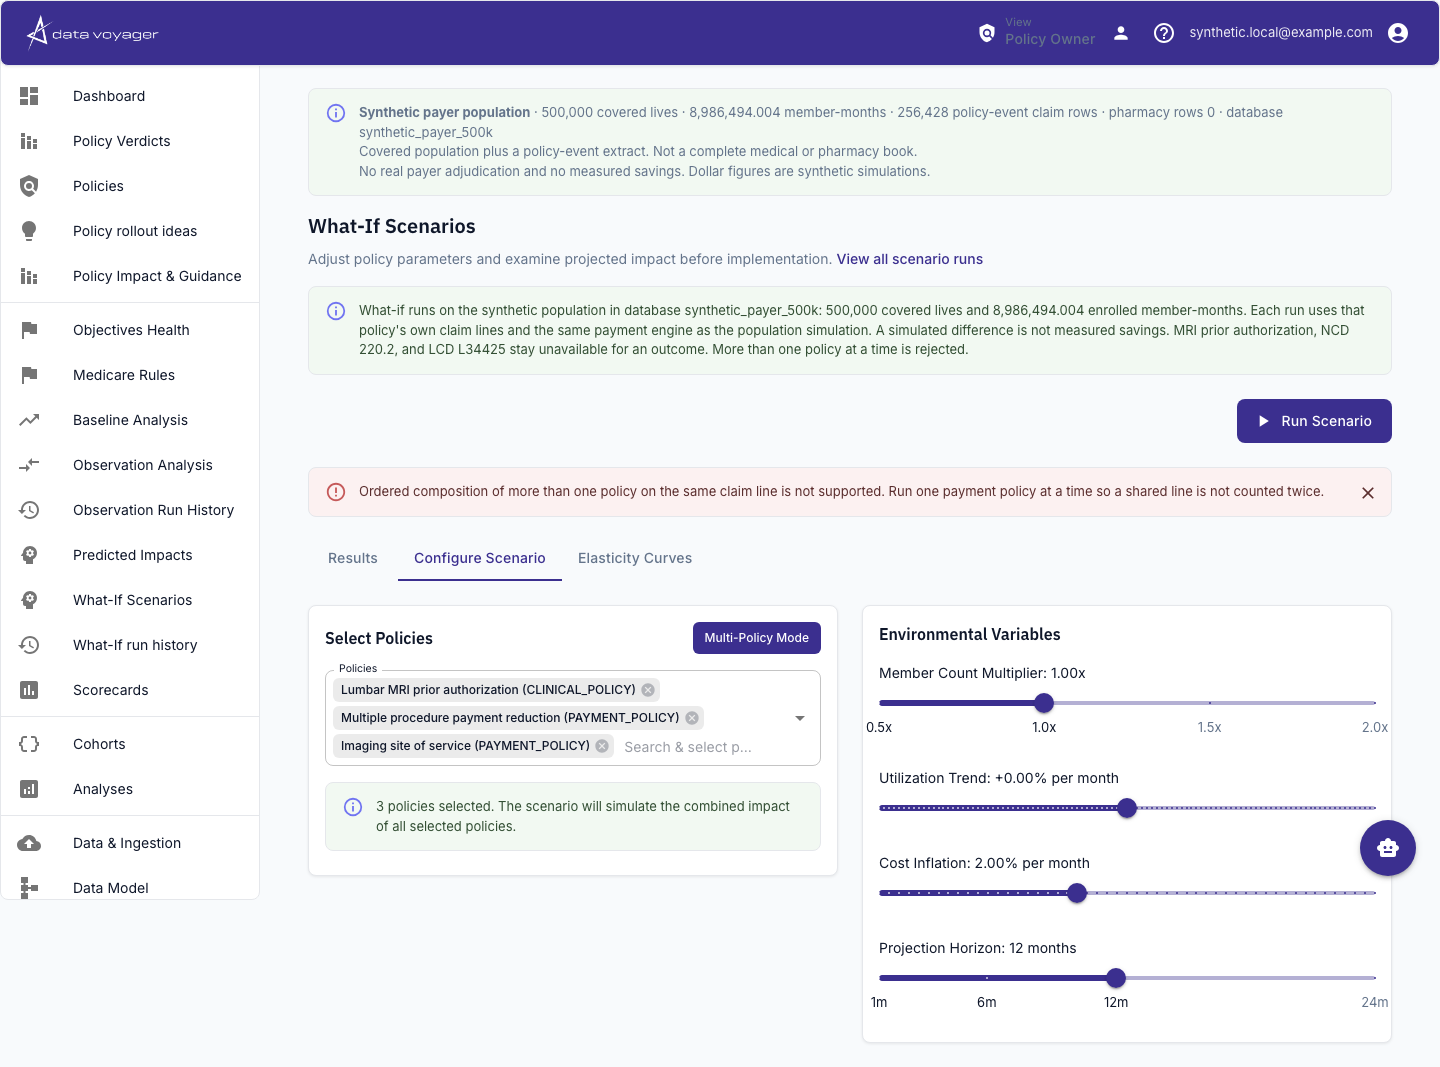 data voyager
View
Policy Owner
synthetic.local@example.com
Dashboard
Policy Verdicts
Policies
Policy rollout ideas
Policy Impact & Guidance
Objectives Health
Medicare Rules
Baseline Analysis
Observation Analysis
Observation Run History
Predicted Impacts
What-If Scenarios
What-If run history
Scorecards
Cohorts
Analyses
Data & Ingestion
Data Model
Synthetic payer population · 500,000 covered lives · 8,986,494.004 member-months · 256,428 policy-event claim rows · pharmacy rows 0 · database
synthetic_payer_500k
Covered population plus a policy-event extract. Not a complete medical or pharmacy book.
No real payer adjudication and no measured savings. Dollar figures are synthetic simulations.
What-If Scenarios
Adjust policy parameters and examine projected impact before implementation. View all scenario runs
What-if runs on the synthetic population in database synthetic_payer_500k: 500,000 covered lives and 8,986,494.004 enrolled member-months. Each run uses that
policy's own claim lines and the same payment engine as the population simulation. A simulated difference is not measured savings. MRI prior authorization, NCD
220.2, and LCD L34425 stay unavailable for an outcome. More than one policy at a time is rejected.
Run Scenario
Ordered composition of more than one policy on the same claim line is not supported. Run one payment policy at a time so a shared line is not counted twice.
Results
Configure Scenario
Elasticity Curves
Select Policies
Multi-Policy Mode
Policies
Lumbar MRI prior authorization (CLINICAL_POLICY)
Multiple procedure payment reduction (PAYMENT_POLICY)
Imaging site of service (PAYMENT_POLICY)
Search & select p...
3 policies selected. The scenario will simulate the combined impact
of all selected policies.
Environmental Variables
Member Count Multiplier: 1.00x
0.5x 1.0x 1.5x 2.0x
Utilization Trend: +0.00% per month
Cost Inflation: 2.00% per month
Projection Horizon: 12 months
1m 6m 12m 24m